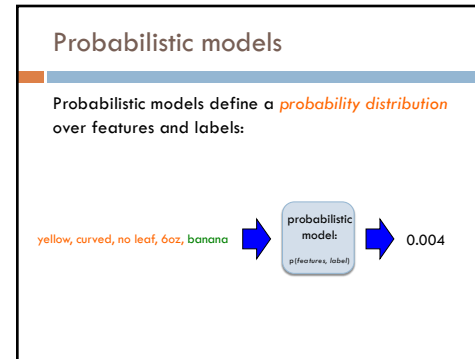 Probabilistic models
Probabilistic models define a probability distribution
over features and labels:
yellow, curved, no leaf, 6oz, banana
probabilistic
model:
p(features, label)
0.004